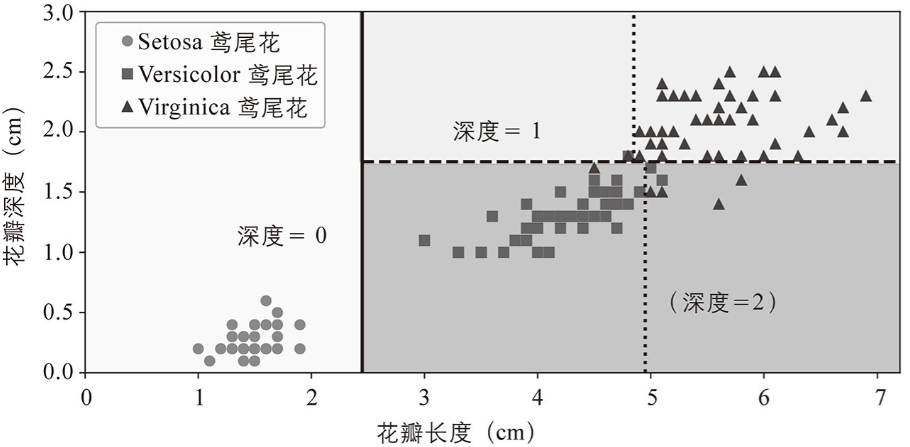 3.0
2.5
2.0
1.5
1.0
0.5
0.0
花瓣深度（cm）
Setosa 鸢尾花
Versicolor 鸢尾花
Virginica 鸢尾花
深度= 1
深度= 0
（深度=2）
0 1 2 3 4 5 6 7
花瓣长度（cm）